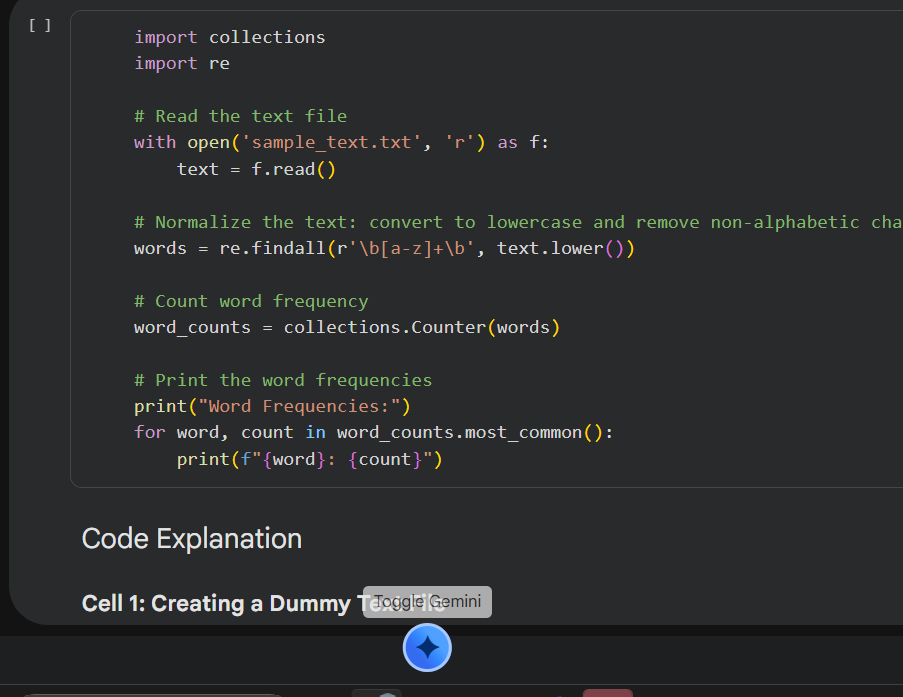 [ ]
import collections
import re
# Read the text file
with open('sample_text.txt', 'r') as f:
    text = f.read()
# Normalize the text: convert to lowercase and remove non-alphabetic cha
words = re.findall(r'\b[a-z]+\b', text.lower())
# Count word frequency
word_counts = collections.Counter(words)
# Print the word frequencies
print("Word Frequencies:")
for word, count in word_counts.most_common():
    print(f"{word}: {count}")
Code Explanation
Cell 1: Creating a Dummy Text File
Toggle Gemini